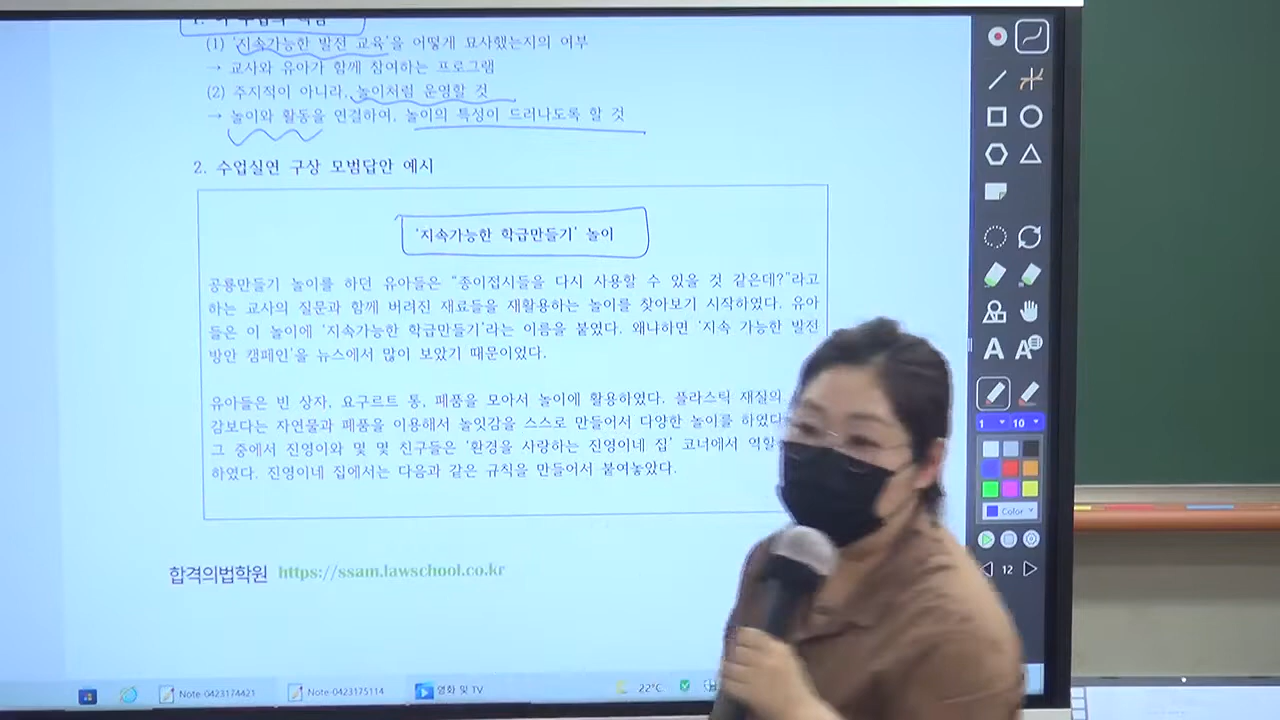 1. 이 수업의 핵심
(1) '지속가능한 발전 교육'을 어떻게 묘사했는지의 여부
→ 교사와 유아가 함께 참여하는 프로그램
(2) 주지적이 아니라, 놀이처럼 운영할 것
→ 놀이와 활동을 연결하여, 놀이의 특성이 드러나도록 할 것
2. 수업실연 구상 모범답안 예시
'지속가능한 학급만들기' 놀이
공룡만들기 놀이를 하던 유아들은 "종이접시들을 다시 사용할 수 있을 것 같은데?"라고
하는 교사의 질문과 함께 버려진 재료들을 재활용하는 놀이를 찾아보기 시작하였다. 유아
들은 이 놀이에 '지속가능한 학급만들기'라는 이름을 붙였다. 왜냐하면 '지속 가능한 발전
방안 캠페인'을 뉴스에서 많이 보았기 때문이었다.
유아들은 빈 상자, 요구르트 통, 폐품을 모아서 놀이에 활용하였다. 플라스틱 재질의
감보다는 자연물과 폐품을 이용해서 놀잇감을 스스로 만들어서 다양한 놀이를 하였다
그 중에서 진영이와 몇 몇 친구들은 '환경을 사랑하는 진영이네 집' 코너에서 역할
하였다. 진영이네 집에서는 다음과 같은 규칙을 만들어서 붙여놓았다.
합격의법학원 https://ssam.lawschool.co.kr
A A
1 10
Color
12
Note-0423174421 Note-0423175114 영화 및 TV 22℃